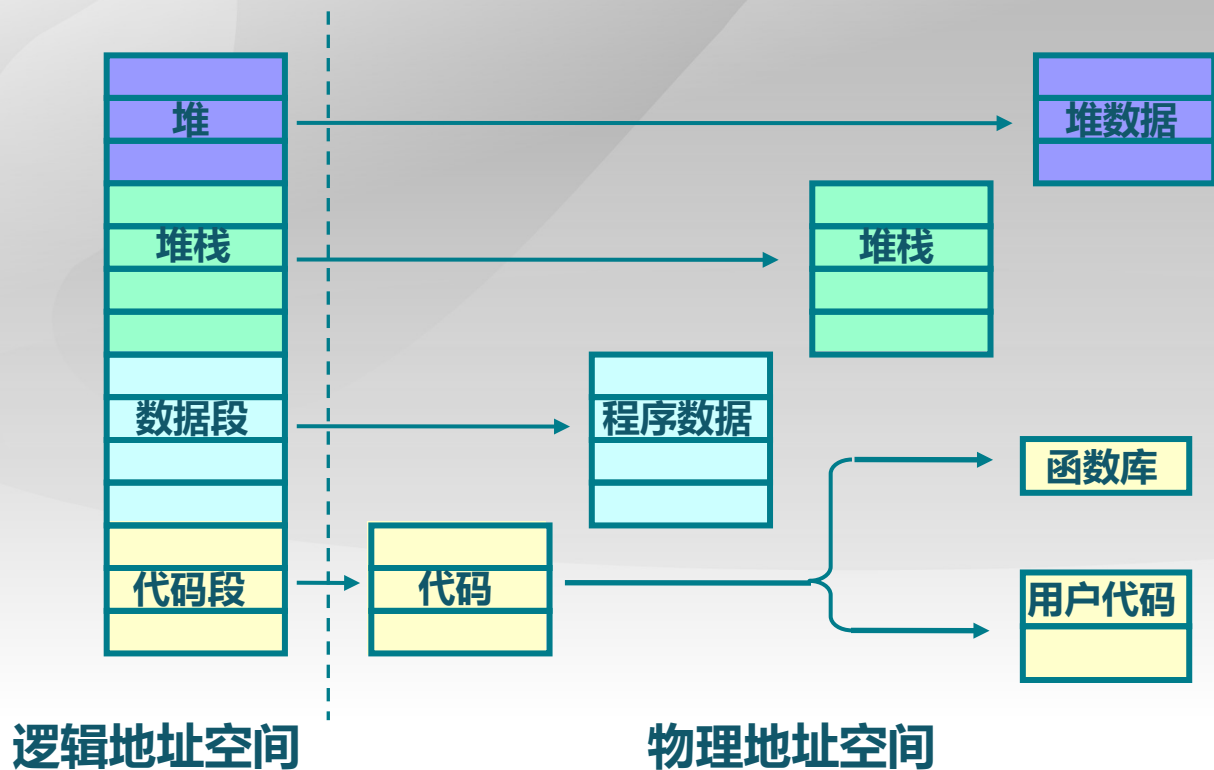 堆
堆数据
堆栈
堆栈
数据段
程序数据
函数库
代码段
代码
用户代码
逻辑地址空间
物理地址空间